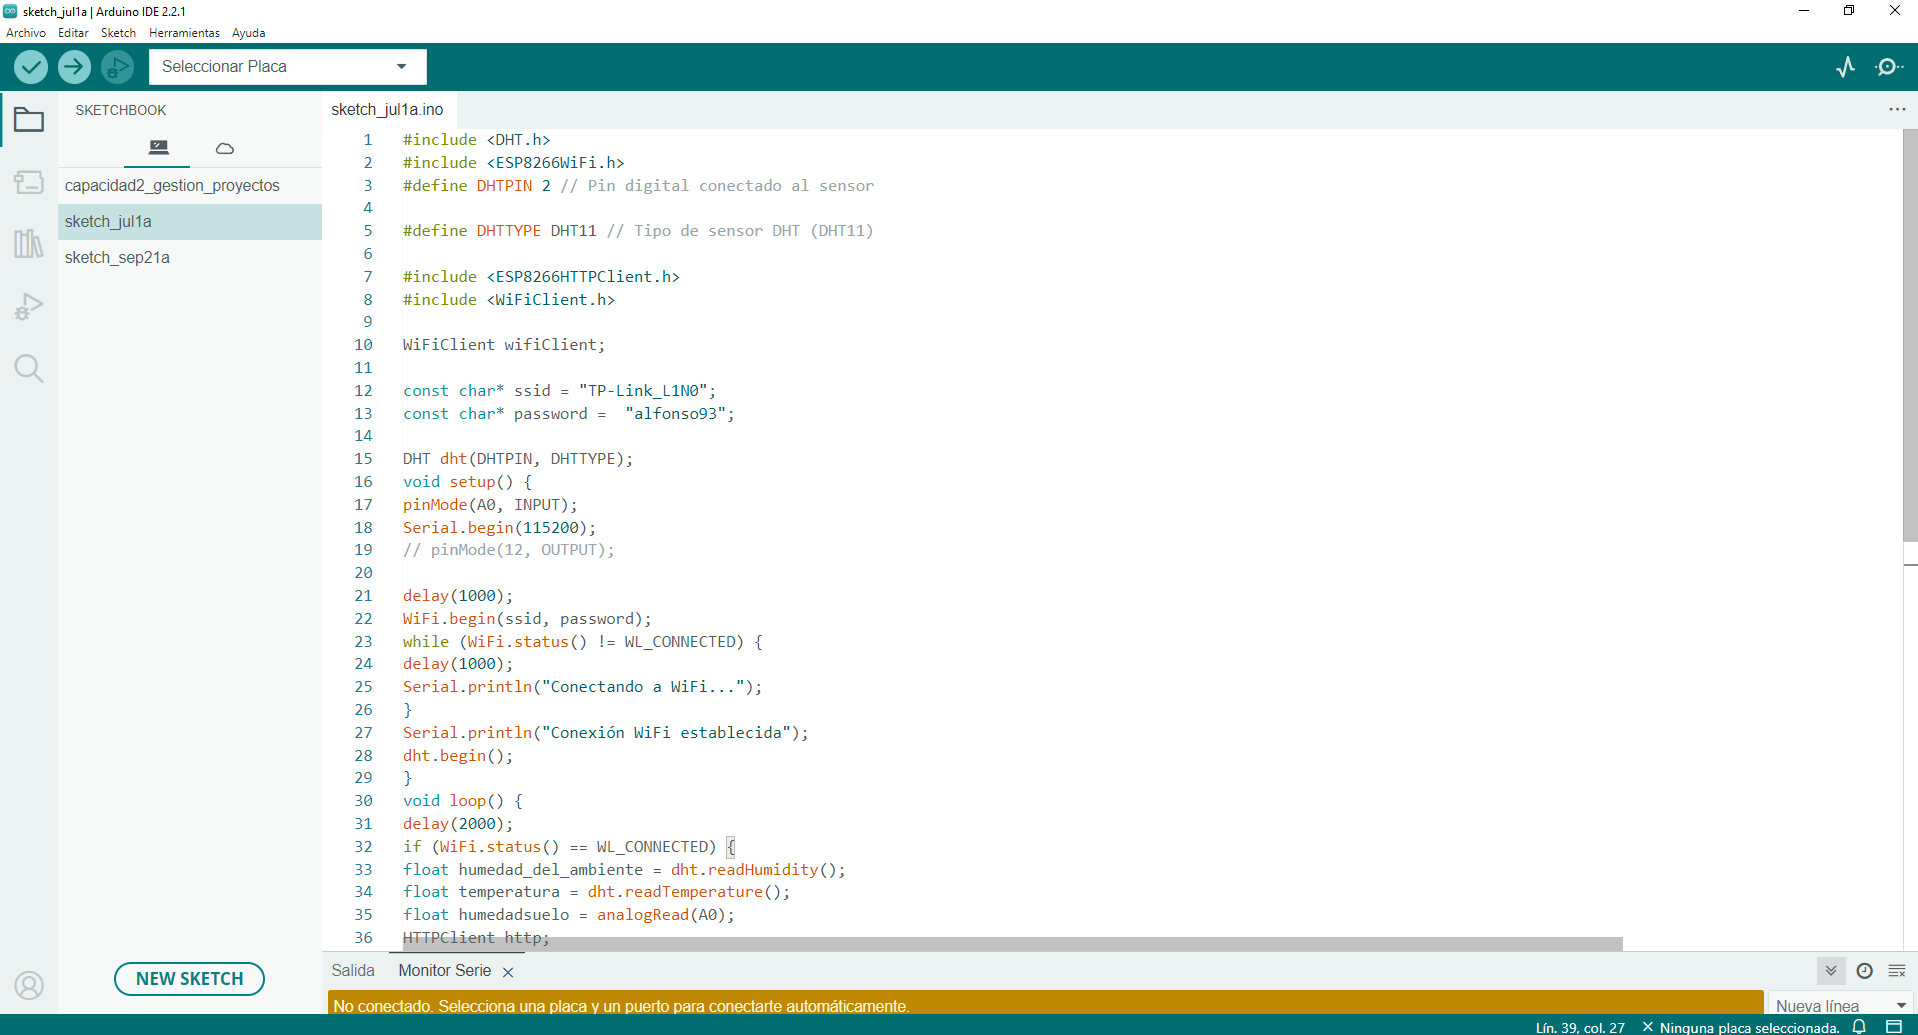 sketch_jul1a | Arduino IDE 2.2.1
Archivo Editar Sketch Herramientas Ayuda
Seleccionar Placa
SKETCHBOOK
capacidad2_gestion_proyectos
sketch_jul1a
sketch_sep21a
NEW SKETCH
sketch_jul1a.ino
1 #include <DHT.h>
2 #include <ESP8266WiFi.h>
3 #define DHTPIN 2 // Pin digital conectado al sensor
4
5 #define DHTTYPE DHT11 // Tipo de sensor DHT (DHT11)
6
7 #include <ESP8266HTTPClient.h>
8 #include <WiFiClient.h>
9
10 WiFiClient wifiClient;
11
12 const char* ssid = "TP-Link_L1N0";
13 const char* password =  "alfonso93";
14
15 DHT dht(DHTPIN, DHTTYPE);
16 void setup() {
17 pinMode(A0, INPUT);
18 Serial.begin(115200);
19 // pinMode(12, OUTPUT);
20
21 delay(1000);
22 WiFi.begin(ssid, password);
23 while (WiFi.status() != WL_CONNECTED) {
24 delay(1000);
25 Serial.println("Conectando a WiFi...");
26 }
27 Serial.println("Conexión WiFi establecida");
28 dht.begin();
29 }
30 void loop() {
31 delay(2000);
32 if (WiFi.status() == WL_CONNECTED) {
33 float humedad_del_ambiente = dht.readHumidity();
34 float temperatura = dht.readTemperature();
35 float humedadsuelo = analogRead(A0);
36 HTTPClient http;
Salida Monitor Serie
No conectado. Selecciona una placa y un puerto para conectarte automáticamente.
Nueva línea
Lín. 39, col. 27 Ninguna placa seleccionada.